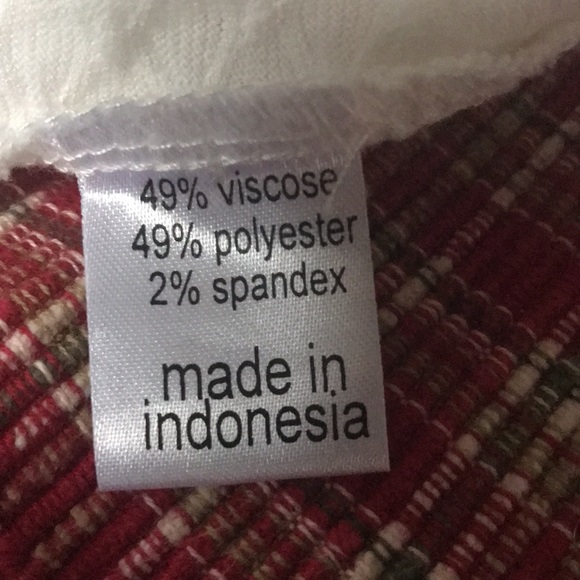 49% viscose
49% polyester
2% spandex
made in
indonesia